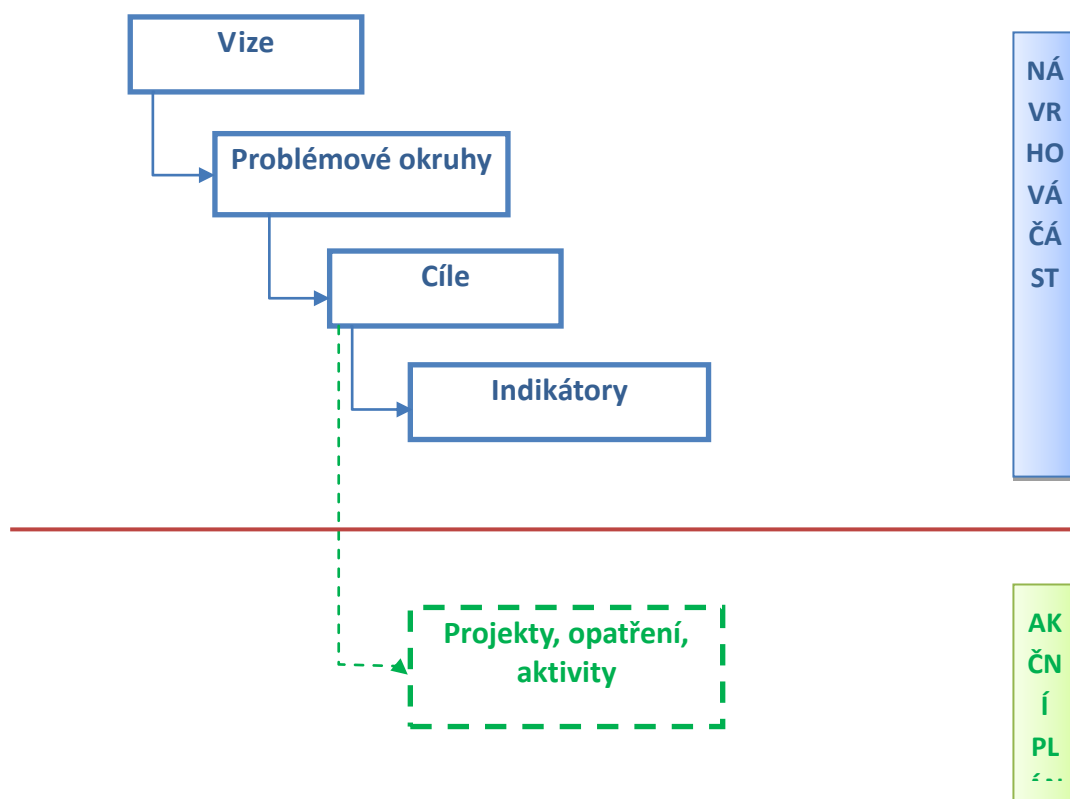 Vize
Problémové okruhy
Cíle
Indikátory
NÁ
VR
HO
VÁ
ČÁ
ST
Projekty, opatření,
aktivity
AK
ČN
Í
PL